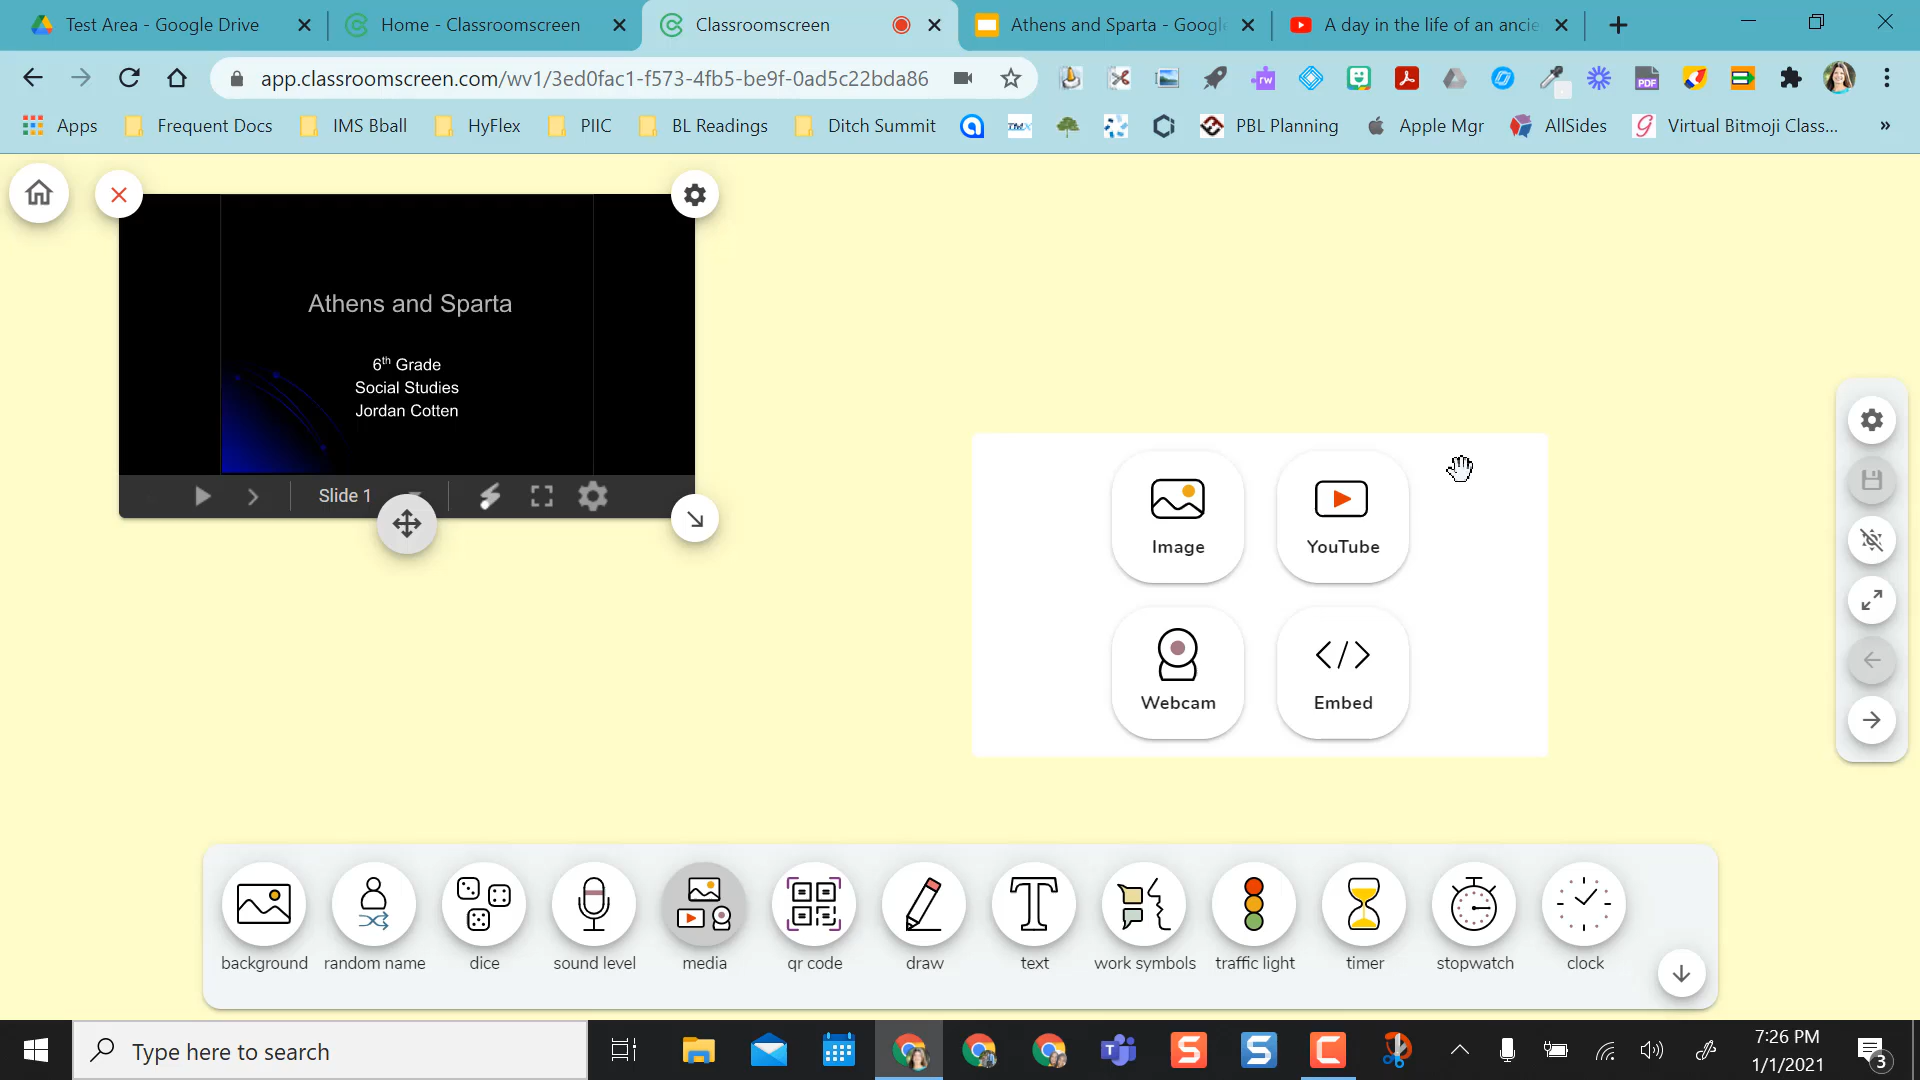 Test Area - Google Drive
Home - Classroomscreen
Classroomscreen
Athens and Sparta - Googl
A day in the life of an ancie
app.classroomscreen.com/wv1/3ed0fac1-f573-4fb5-be9f-0ad5c22bda86
rw
PDF
Apps
Frequent Docs
IMS Bball
HyFlex
PIIC
BL Readings
Ditch Summit
PBL Planning
Apple Mgr
AllSides
Virtual Bitmoji Class...
»
Athens and Sparta
6th Grade
Social Studies
Jordan Cotten
Slide 1
Image
YouTube
Webcam
Embed
background
random name
dice
sound level
media
qr code
draw
text
work symbols
traffic light
timer
stopwatch
clock
Type here to search
7:26 PM
1/1/2021
3